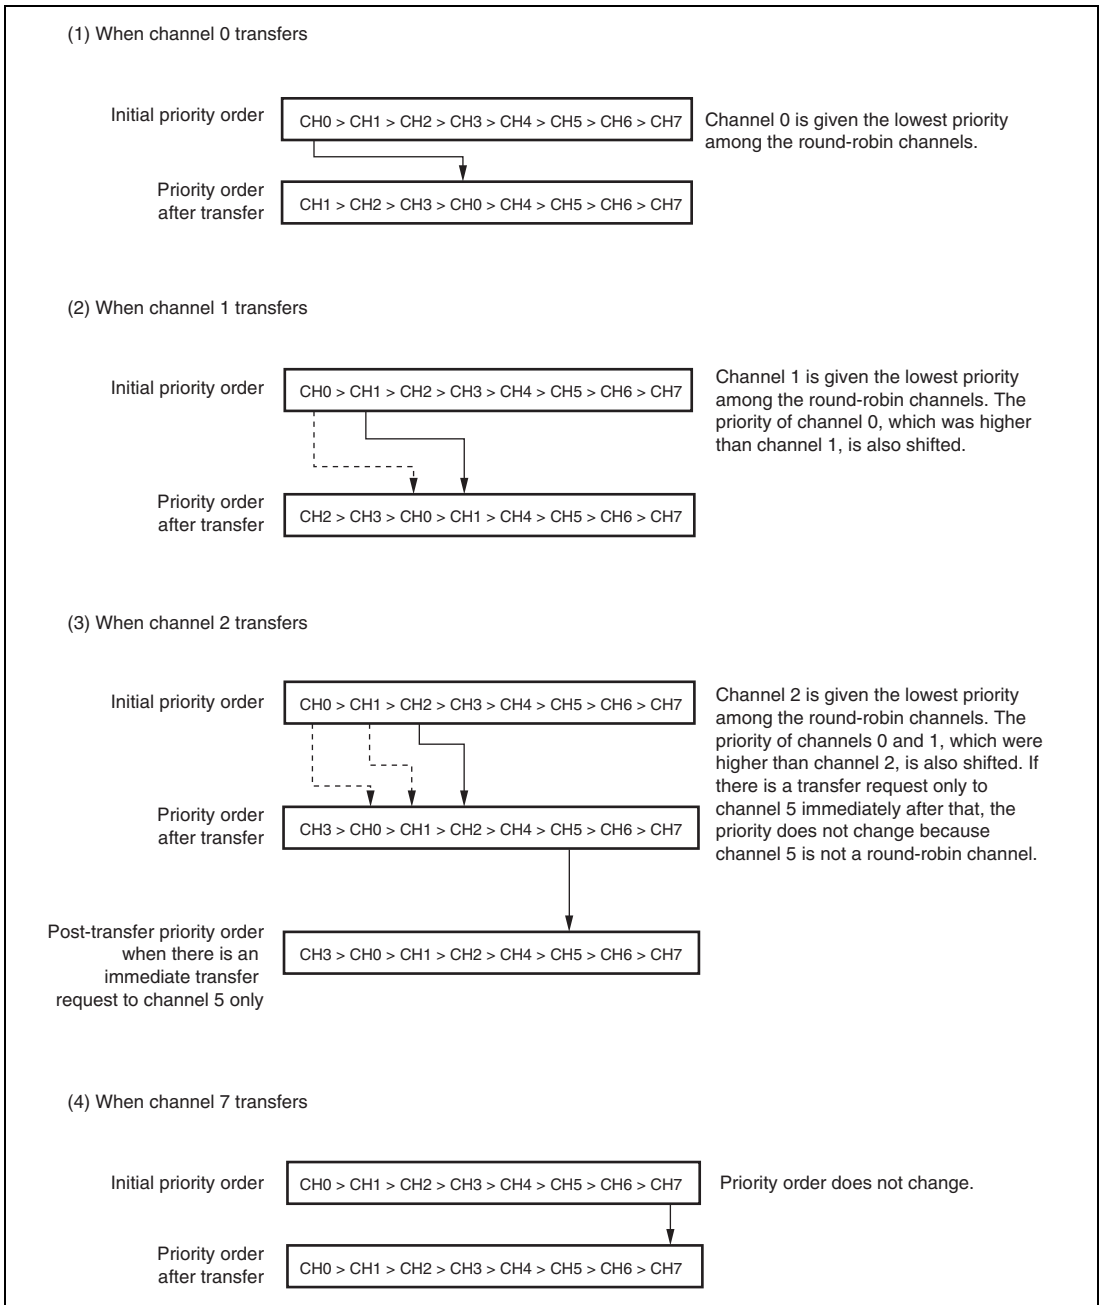 (1) When channel 0 transfers
Initial priority order
CH0 > CH1 > CH2 > CH3 > CH4 > CH5 > CH6 > CH7
Channel 0 is given the lowest priority
among the round-robin channels.
Priority order
after transfer
CH1 > CH2 > CH3 > CH0 > CH4 > CH5 > CH6 > CH7
(2) When channel 1 transfers
Initial priority order
CH0 > CH1 > CH2 > CH3 > CH4 > CH5 > CH6 > CH7
Channel 1 is given the lowest priority
among the round-robin channels. The
priority of channel 0, which was higher
than channel 1, is also shifted.
Priority order
after transfer
CH2 > CH3 > CH0 > CH1 > CH4 > CH5 > CH6 > CH7
(3) When channel 2 transfers
Initial priority order
CH0 > CH1 > CH2 > CH3 > CH4 > CH5 > CH6 > CH7
Channel 2 is given the lowest priority
among the round-robin channels. The
priority of channels 0 and 1, which were
higher than channel 2, is also shifted. If
there is a transfer request only to
channel 5 immediately after that, the
priority does not change because
channel 5 is not a round-robin channel.
Priority order
after transfer
CH3 > CH0 > CH1 > CH2 > CH4 > CH5 > CH6 > CH7
Post-transfer priority order
when there is an
immediate transfer
request to channel 5 only
CH3 > CH0 > CH1 > CH2 > CH4 > CH5 > CH6 > CH7
(4) When channel 7 transfers
Initial priority order
CH0 > CH1 > CH2 > CH3 > CH4 > CH5 > CH6 > CH7
Priority order does not change.
Priority order
after transfer
CH0 > CH1 > CH2 > CH3 > CH4 > CH5 > CH6 > CH7